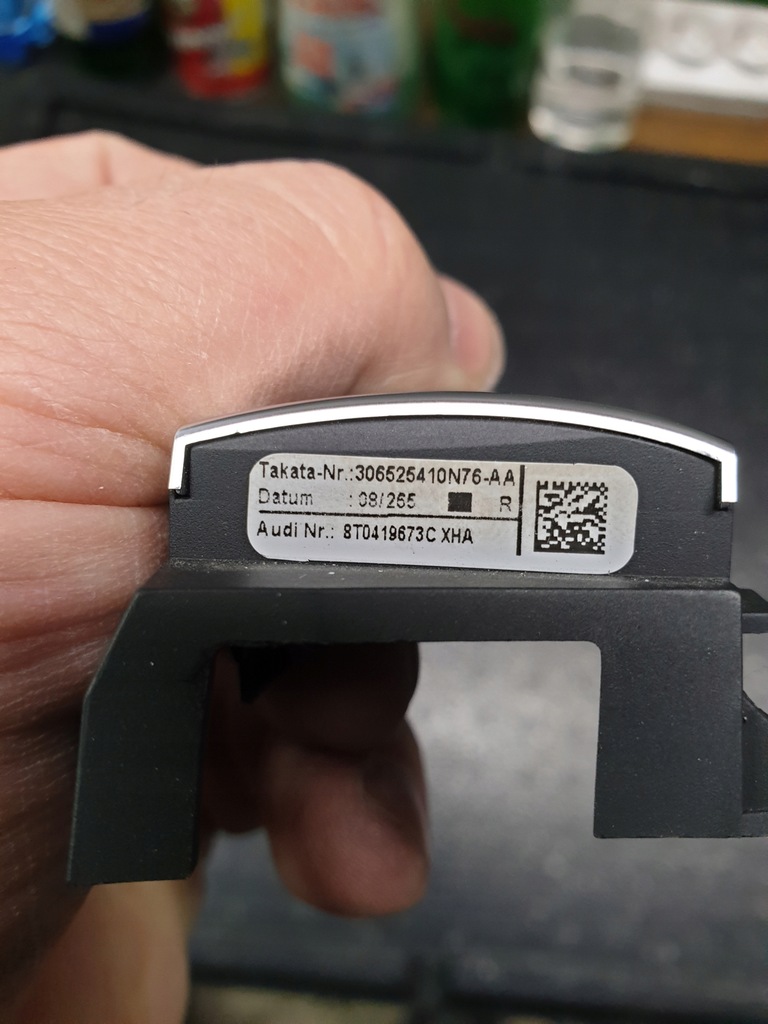 Takata-Nr.:306525410N76-AA
Datum : 08/265 R
Audi Nr.: 8T0419673C XHA